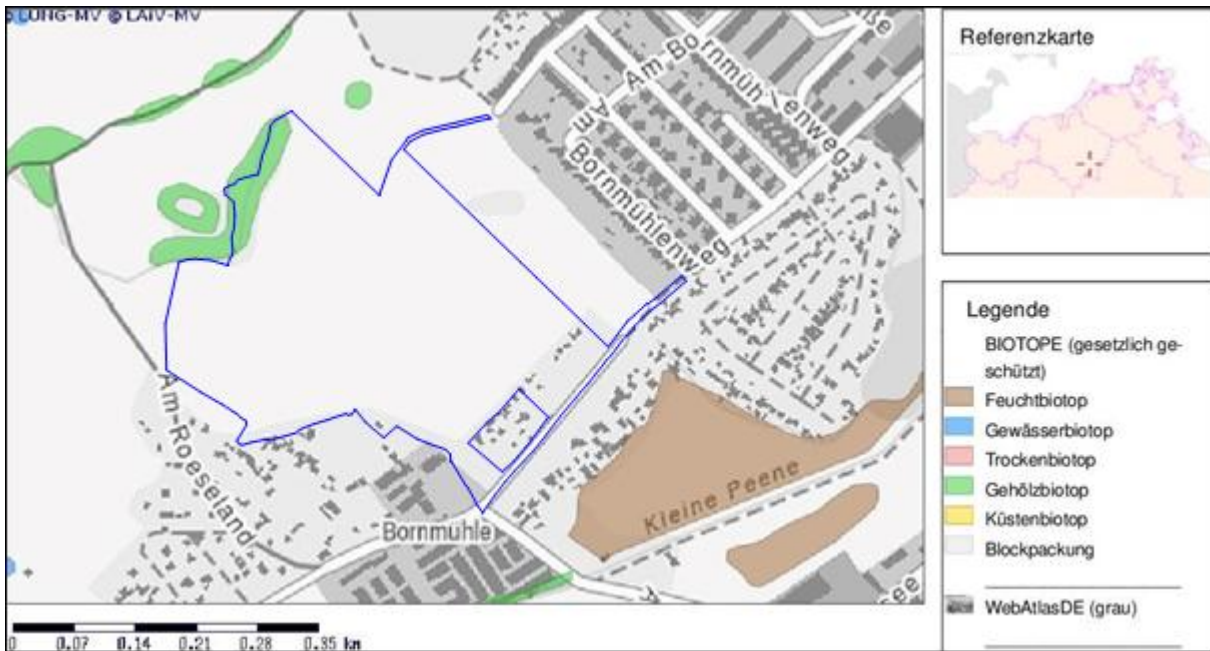 © LUNG-MV © LAIV-MV
Am Bornmühlenweg
Am Bornmühlenweg
Am-Roeseland
Bornmühle
Kleine Peene
0 0.07 0.14 0.21 0.28 0.35 km
Referenzkarte
Legende
BIOTOPE (gesetzlich ge-
schützt)
Feuchtbiotop
Gewässerbiotop
Trockenbiotop
Gehölzbiotop
Küstenbiotop
Blockpackung
WebAtlasDE (grau)